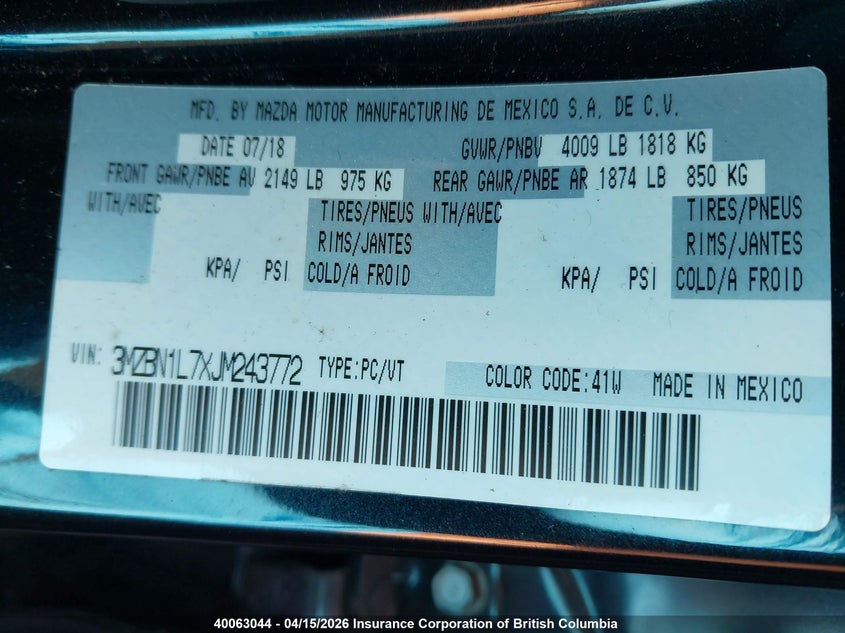 MFD. BY MAZDA MOTOR MANUFACTURING DE MEXICO S.A. DE C.V.
DATE 07/18 GVWR/PNBV 4009 LB 1818 KG
FRONT GAWR/PNBE AV 2149 LB 975 KG REAR GAWR/PNBE AR 1874 LB 850 KG
WITH/AVEC TIRES/PNEUS WITH/AVEC TIRES/PNEUS
RIMS/JANTES RIMS/JANTES
KPA/ PSI COLD/A FROID KPA/ PSI COLD/A FROID
VIN: 3MZBN1L7XJM243772 TYPE:PC/VT COLOR CODE:41W MADE IN MEXICO
40063044 - 04/15/2026 Insurance Corporation of British Columbia